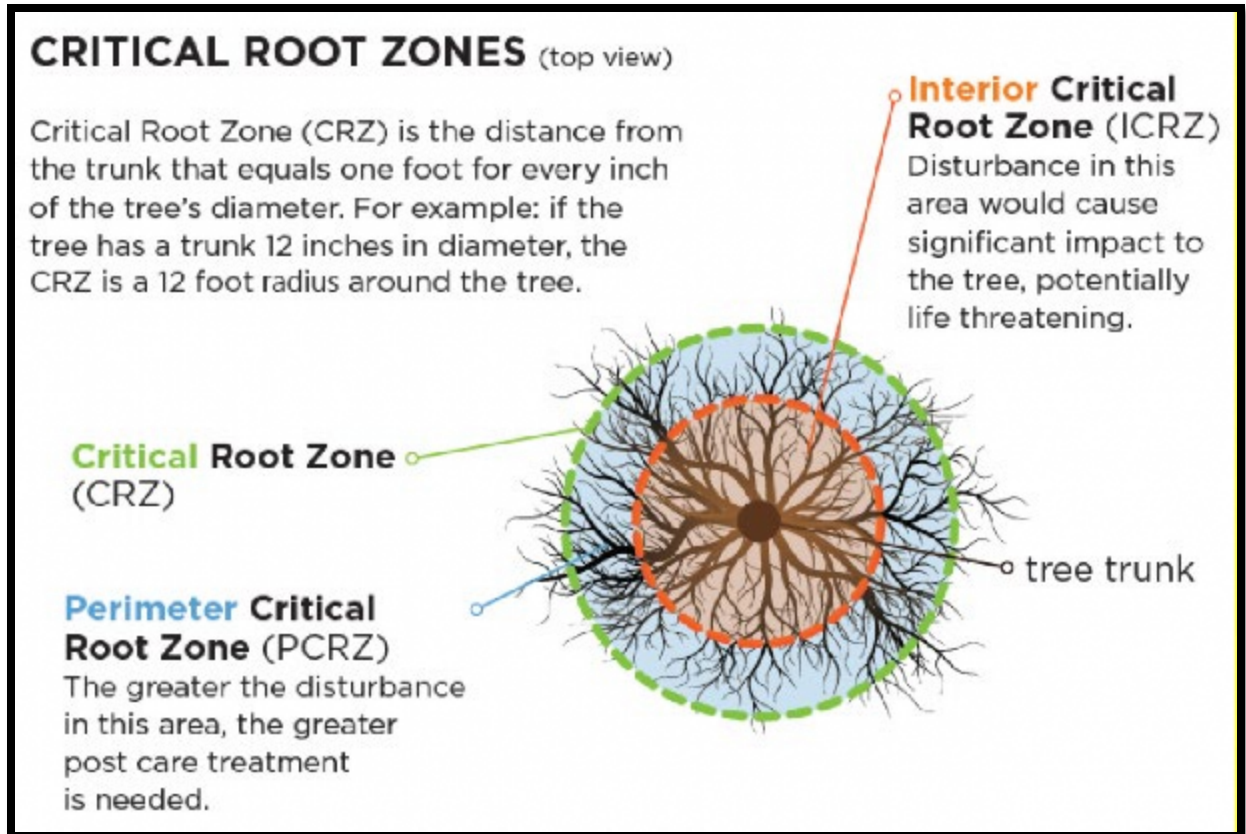 CRITICAL ROOT ZONES (top view)
Critical Root Zone (CRZ) is the distance from
the trunk that equals one foot for every inch
of the tree's diameter. For example: if the
tree has a trunk 12 inches in diameter, the
CRZ is a 12 foot radius around the tree.
Interior Critical
Root Zone (ICRZ)
Disturbance in this
area would cause
significant impact to
the tree, potentially
life threatening.
Critical Root Zone
(CRZ)
tree trunk
Perimeter Critical
Root Zone (PCRZ)
The greater the disturbance
in this area, the greater
post care treatment
is needed.